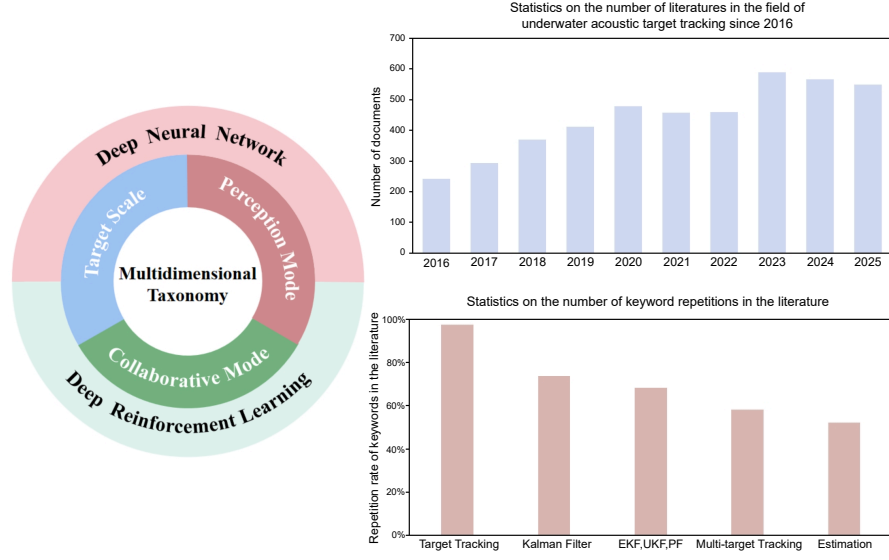 Deep Neural Network
Target Scale
Perception Mode
Multidimensional
Taxonomy
Collaborative Mode
Deep Reinforcement Learning
Statistics on the number of literatures in the field of
underwater acoustic target tracking since 2016
Number of documents
700
600
500
400
300
200
100
0
2016 2017 2018 2019 2020 2021 2022 2023 2024 2025
Statistics on the number of keyword repetitions in the literature
Repetition rate of keywords in the literature
100%
80%
60%
40%
20%
0%
Target Tracking Kalman Filter EKF,UKF,PF Multi-target Tracking Estimation